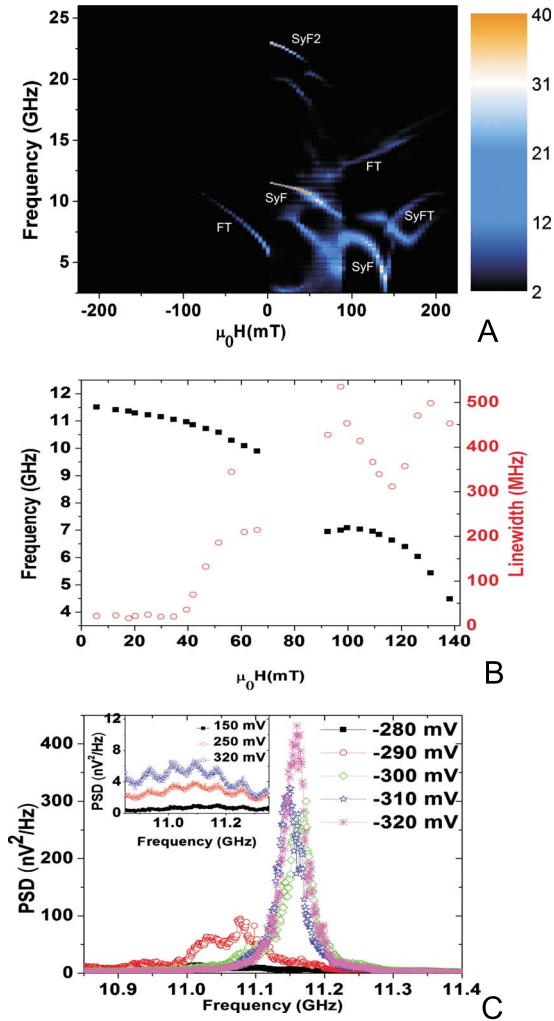 25
20
15
10
5
Frequency (GHz)
SyF2
FT
SyF
FT
SyFT
SyF
-200 -100 0 100 200
μ0H(mT)
40
31
21
12
2
A
12
11
10
9
8
7
6
5
4
Frequency (GHz)
500
400
300
200
100
0
Linewidth (MHz)
0 20 40 60 80 100 120 140
μ0H(mT)
B
400
300
200
100
0
PSD (nV²/Hz)
12
8
4
0
PSD (nV²/Hz)
150 mV
250 mV
320 mV
11.0 11.2
Frequency (GHz)
-280 mV
-290 mV
-300 mV
-310 mV
-320 mV
10.9 11.0 11.1 11.2 11.3 11.4
Frequency (GHz)
C